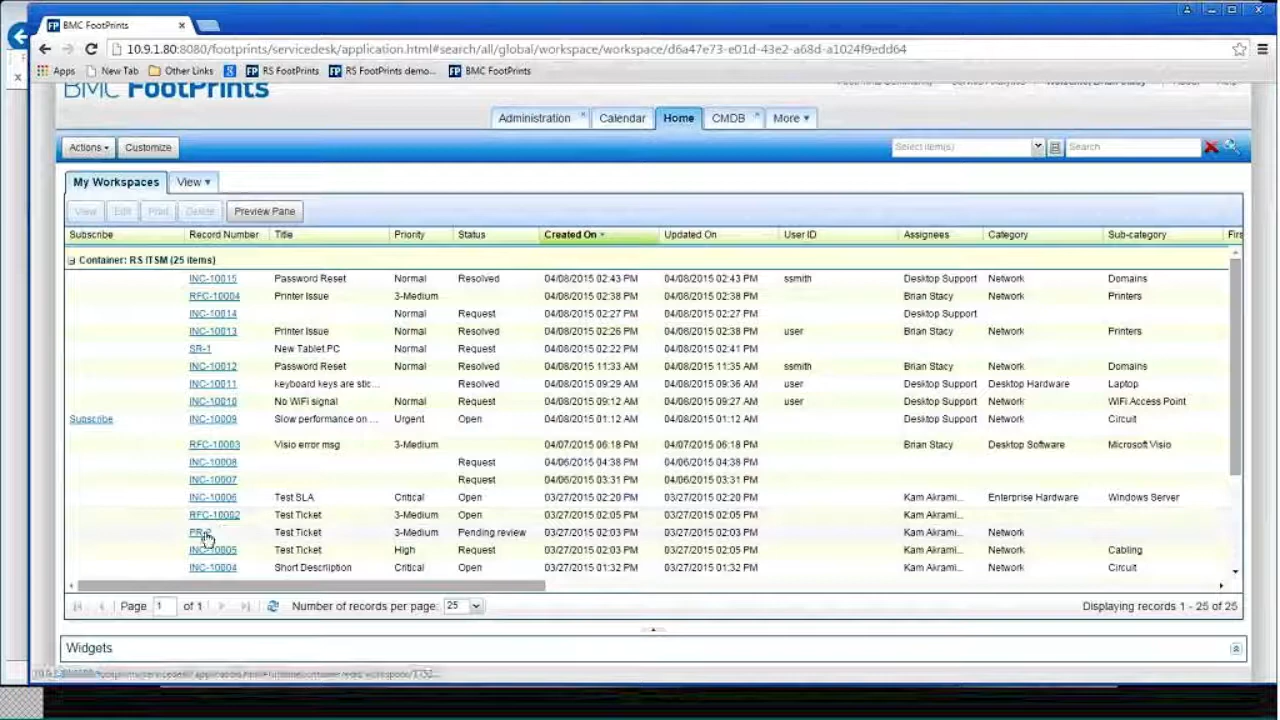 BMC FootPrints
10.9.1.80:8080/footprints/servicedesk/application.html#search/all/global/workspace/workspace/d6a47e73-e01d-43e2-a68d-a1024f9edd64
Apps New Tab Other Links RS FootPrints RS FootPrints demo... BMC FootPrints
BMC FootPrints
Administration Calendar Home CMDB More
Actions Customize Select item(s) Search
My Workspaces View
View Edit Print Delete Preview Pane
Subscribe Record Number Title Priority Status Created On Updated On User ID Assignees Category Sub-category Firs
Container: RS ITSM (25 items)
INC-10015 Password Reset Normal Resolved 04/08/2015 02:43 PM 04/08/2015 02:43 PM ssmith Desktop Support Network Domains
RFC-10004 Printer Issue 3-Medium 04/08/2015 02:38 PM 04/08/2015 02:38 PM Brian Stacy Network Printers
INC-10014 Normal Request 04/08/2015 02:27 PM 04/08/2015 02:27 PM Desktop Support
INC-10013 Printer Issue Normal Resolved 04/08/2015 02:26 PM 04/08/2015 02:38 PM user Brian Stacy Network Printers
SR-1 New Tablet PC Normal Request 04/08/2015 02:22 PM 04/08/2015 02:41 PM
INC-10012 Password Reset Normal Resolved 04/08/2015 11:33 AM 04/08/2015 11:35 AM ssmith Desktop Support Network Domains
INC-10011 keyboard keys are stic... Resolved 04/08/2015 09:29 AM 04/08/2015 09:36 AM user Desktop Support Desktop Hardware Laptop
INC-10010 No WiFi signal Normal Request 04/08/2015 09:12 AM 04/08/2015 09:27 AM user Desktop Support Network WiFi Access Point
Subscribe INC-10009 Slow performance on ... Urgent Open 04/08/2015 01:12 AM 04/08/2015 01:12 AM Desktop Support Network Circuit
RFC-10003 Visio error msg 3-Medium 04/07/2015 06:18 PM 04/07/2015 06:18 PM Brian Stacy Desktop Software Microsoft Visio
INC-10008 Request 04/06/2015 04:38 PM 04/06/2015 04:38 PM
INC-10007 Request 04/06/2015 03:31 PM 04/06/2015 03:31 PM
INC-10006 Test SLA Critical Open 03/27/2015 02:20 PM 03/27/2015 02:20 PM Kam Akrami... Enterprise Hardware Windows Server
RFC-10002 Test Ticket 3-Medium Open 03/27/2015 02:05 PM 03/27/2015 02:05 PM Kam Akrami...
Test Ticket 3-Medium Pending review 03/27/2015 02:03 PM 03/27/2015 02:03 PM Kam Akrami... Network
INC-10005 Test Ticket High Request 03/27/2015 02:03 PM 03/27/2015 02:05 PM Kam Akrami... Network Cabling
INC-10004 Short Description Critical Open 03/27/2015 01:32 PM 03/27/2015 01:32 PM Kam Akrami... Network Circuit
Page 1 of 1 Number of records per page: 25 Displaying records 1 - 25 of 25
Widgets